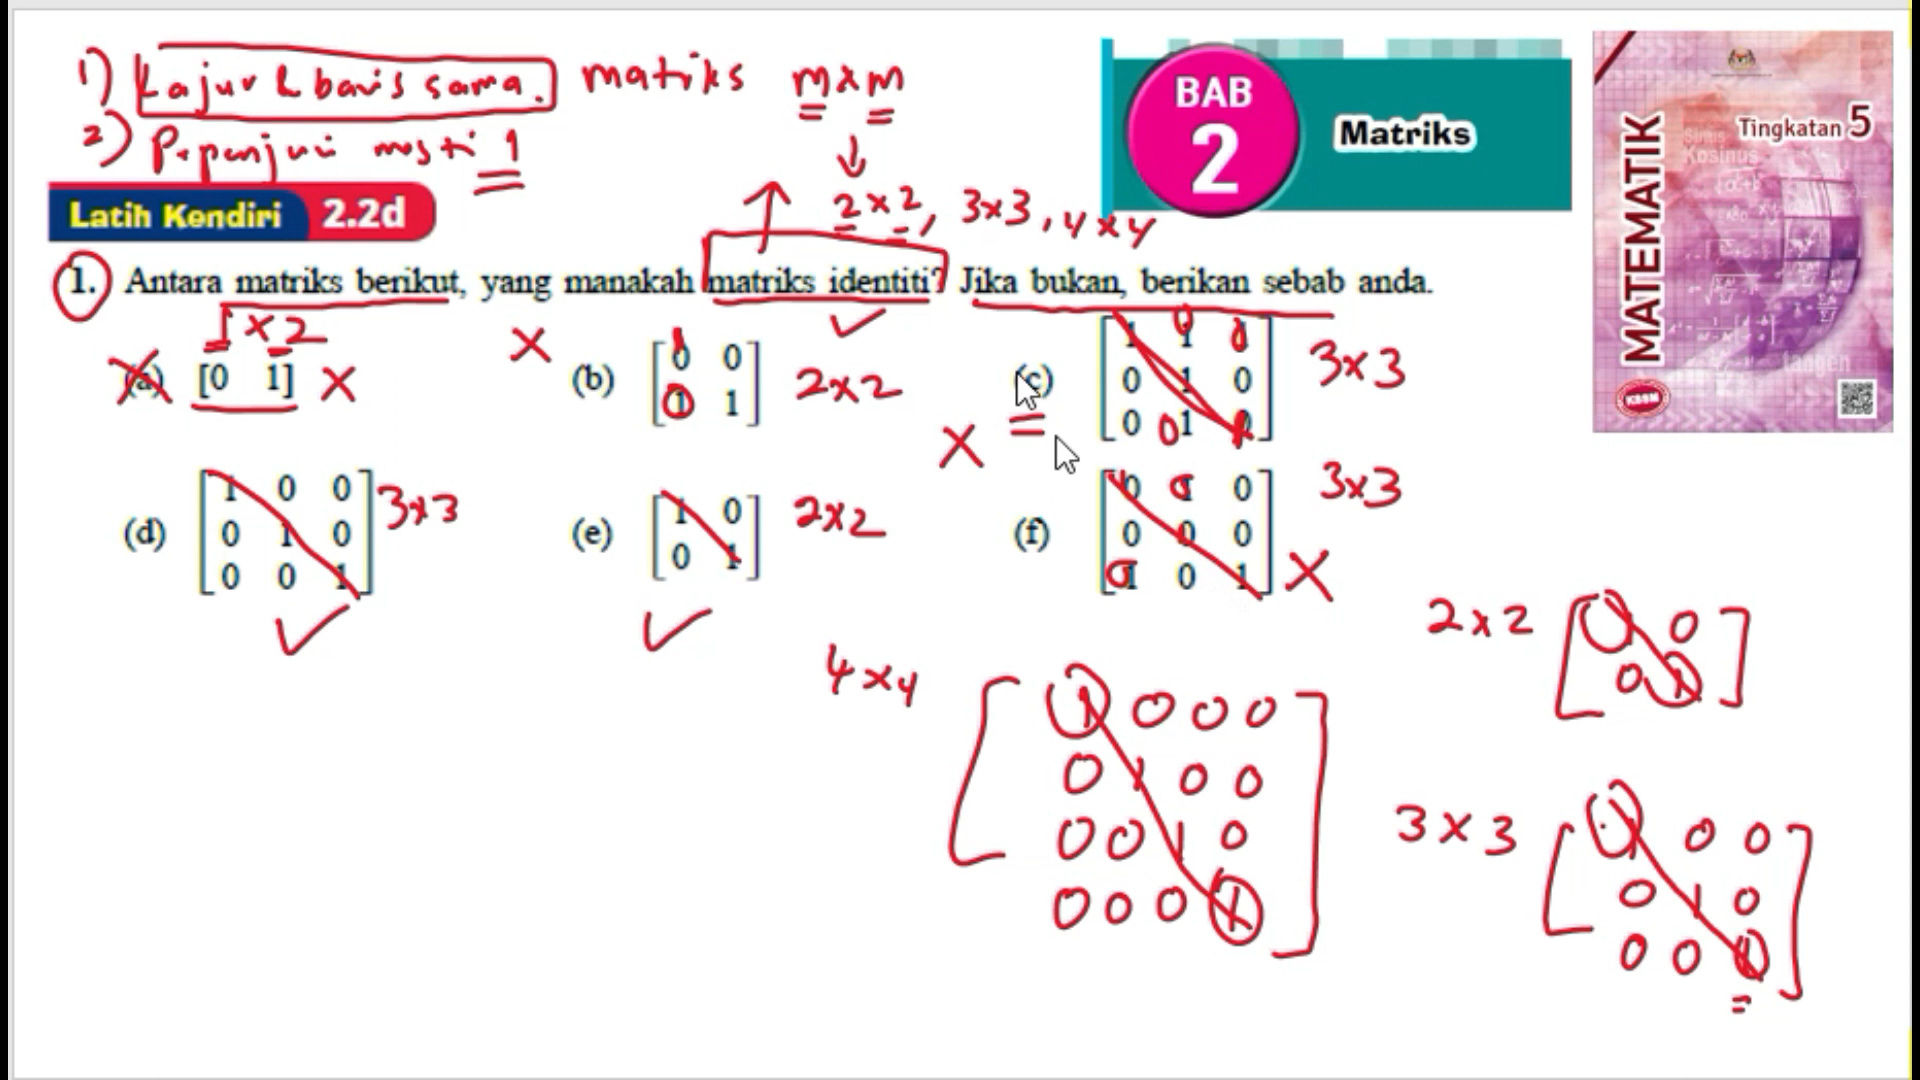 1) Lajur & baris sama. matriks m x m
2) Pepenjuru mesti 1
2 x 2, 3 x 3, 4 x 4
BAB
2
Matriks
MATEMATIK
Tingkatan 5
KBSM
Latih Kendiri 2.2d
1. Antara matriks berikut, yang manakah matriks identiti? Jika bukan, berikan sebab anda.
1 x 2
(a) [0 1] x
x (b)
0 0
1 1
2 x 2
x (c)
1 1 1
0 1 0
0 1 0
3 x 3
(d)
1 0 0
0 1 0
0 0 1
3 x 3
(e)
1 0
0 1
2 x 2
(f)
0 1 0
0 0 0
1 0 1
3 x 3
x
2 x 2
1 0
0 1
4 x 4
1 0 0 0
0 1 0 0
0 0 1 0
0 0 0 1
3 x 3
1 0 0
0 1 0
0 0 1